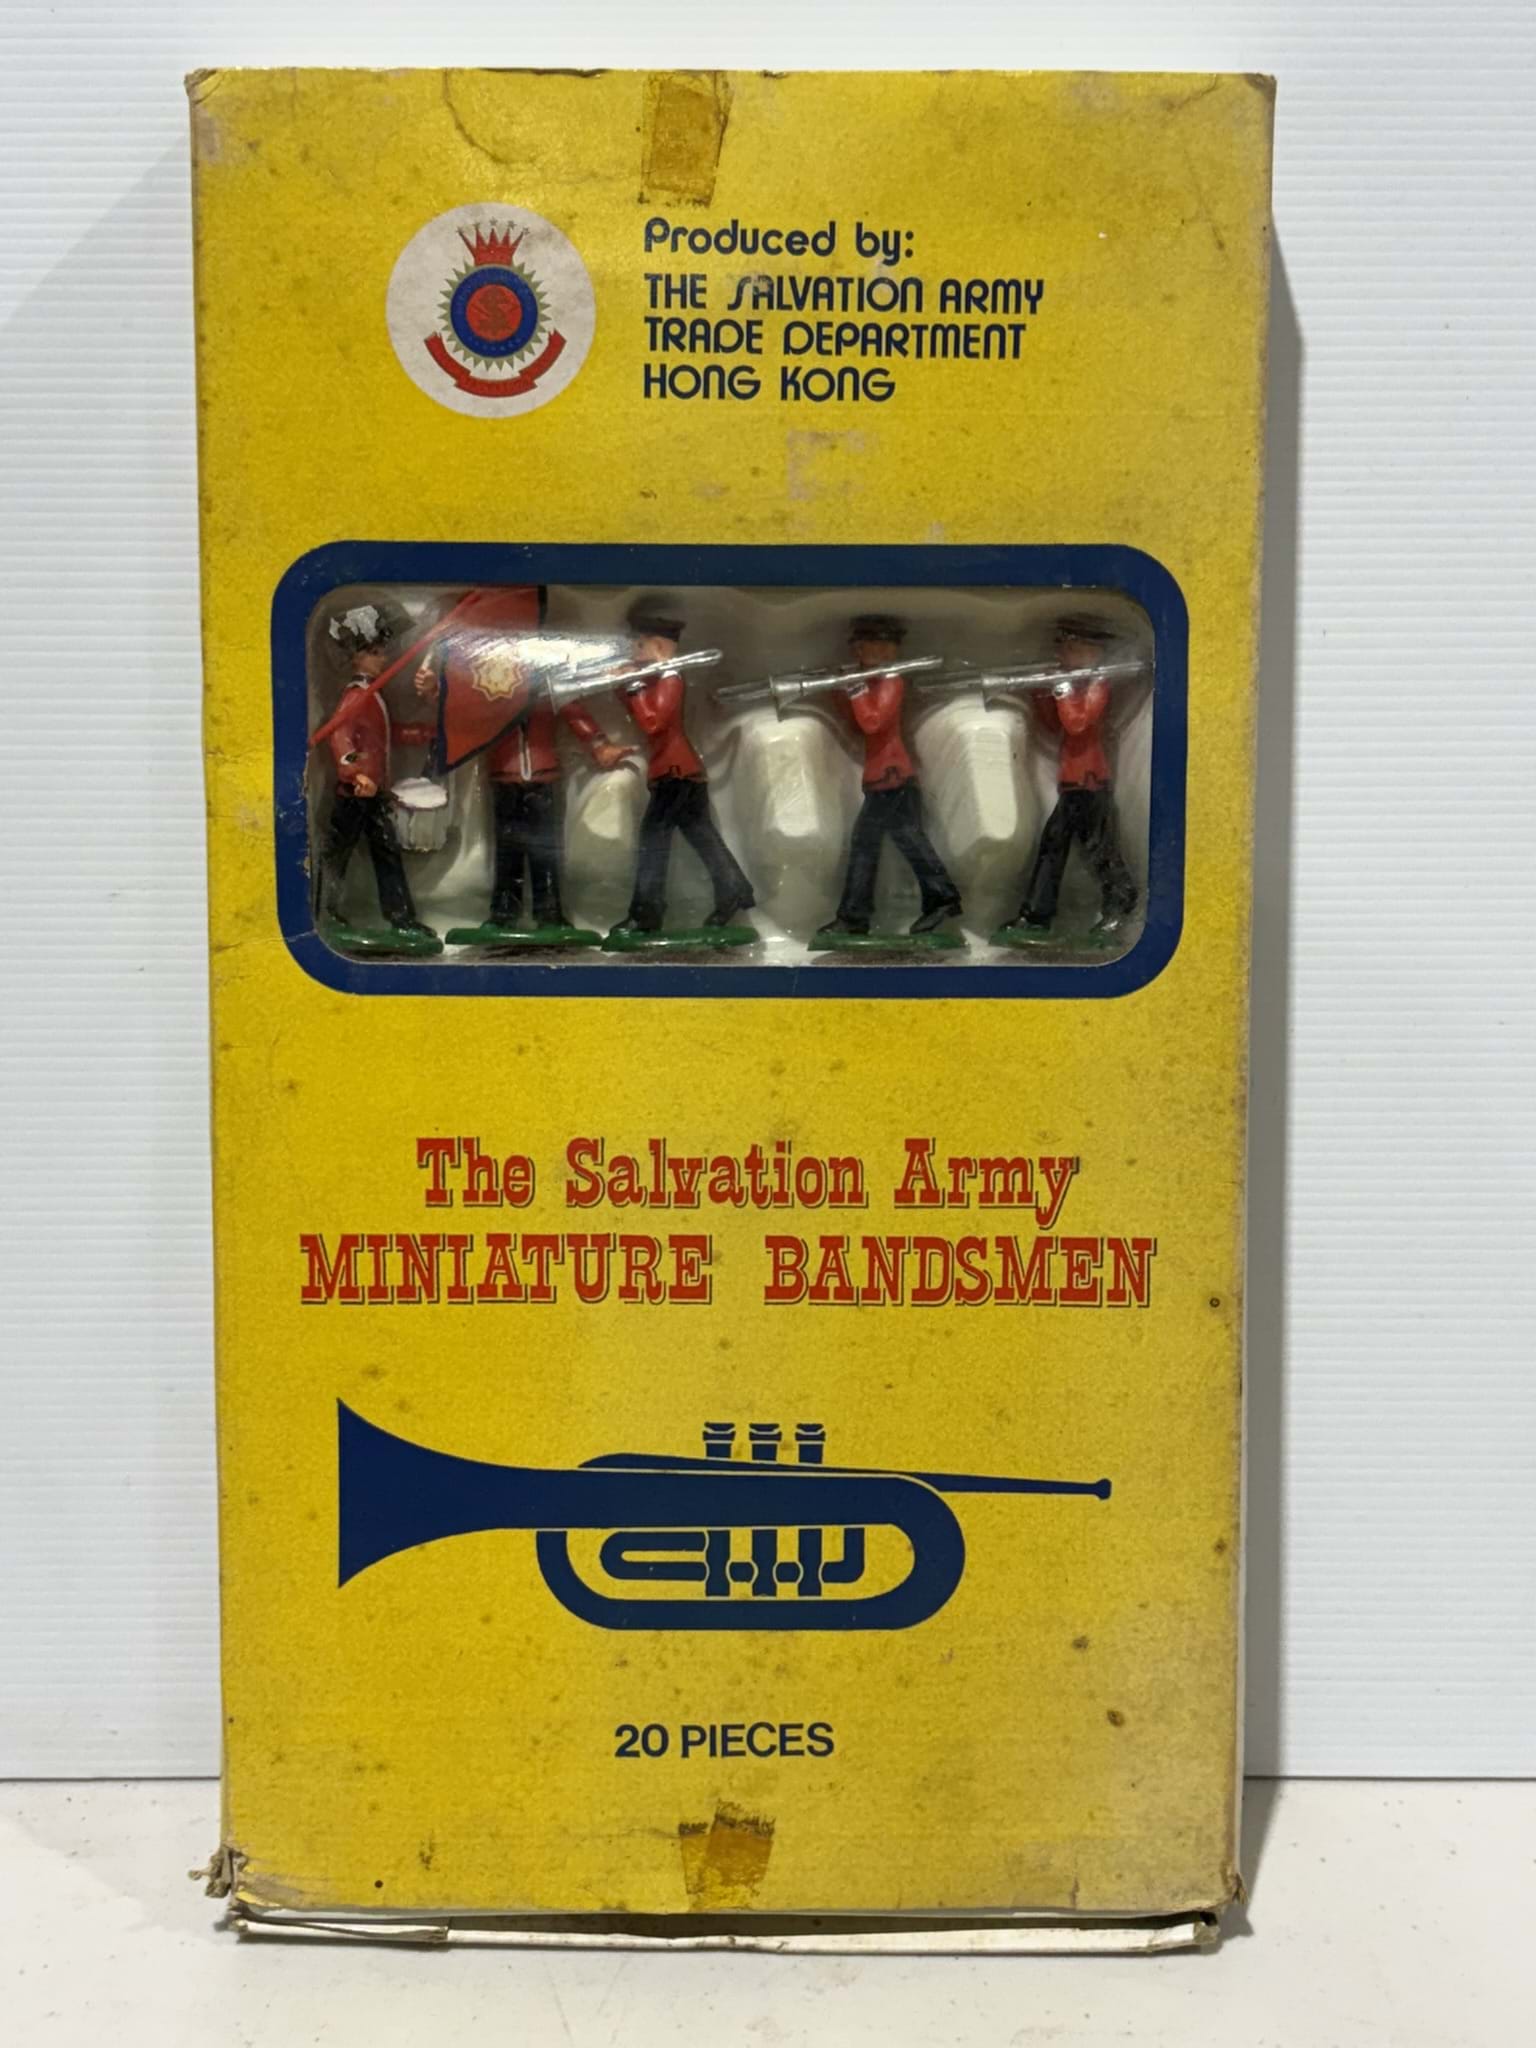 Produced by:
THE SALVATION ARMY
TRADE DEPARTMENT
HONG KONG
The Salvation Army
MINIATURE BANDSMEN
20 PIECES